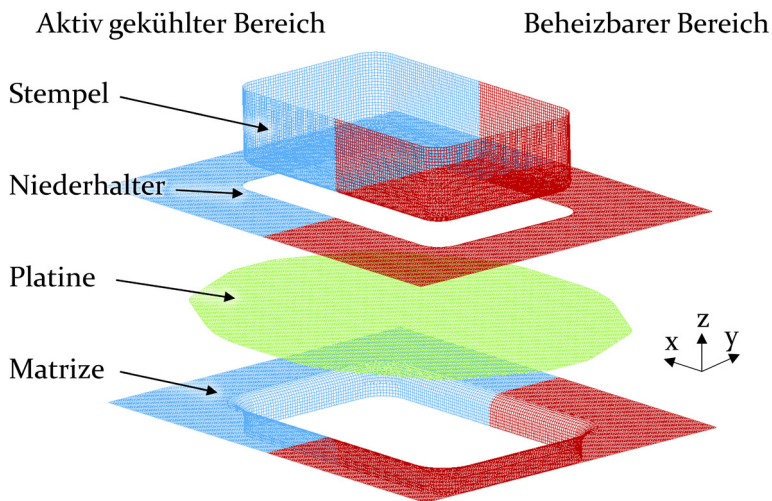 Aktiv gekühlter Bereich
Beheizbarer Bereich
Stempel
Niederhalter
Platine
Matrize
x
z
y